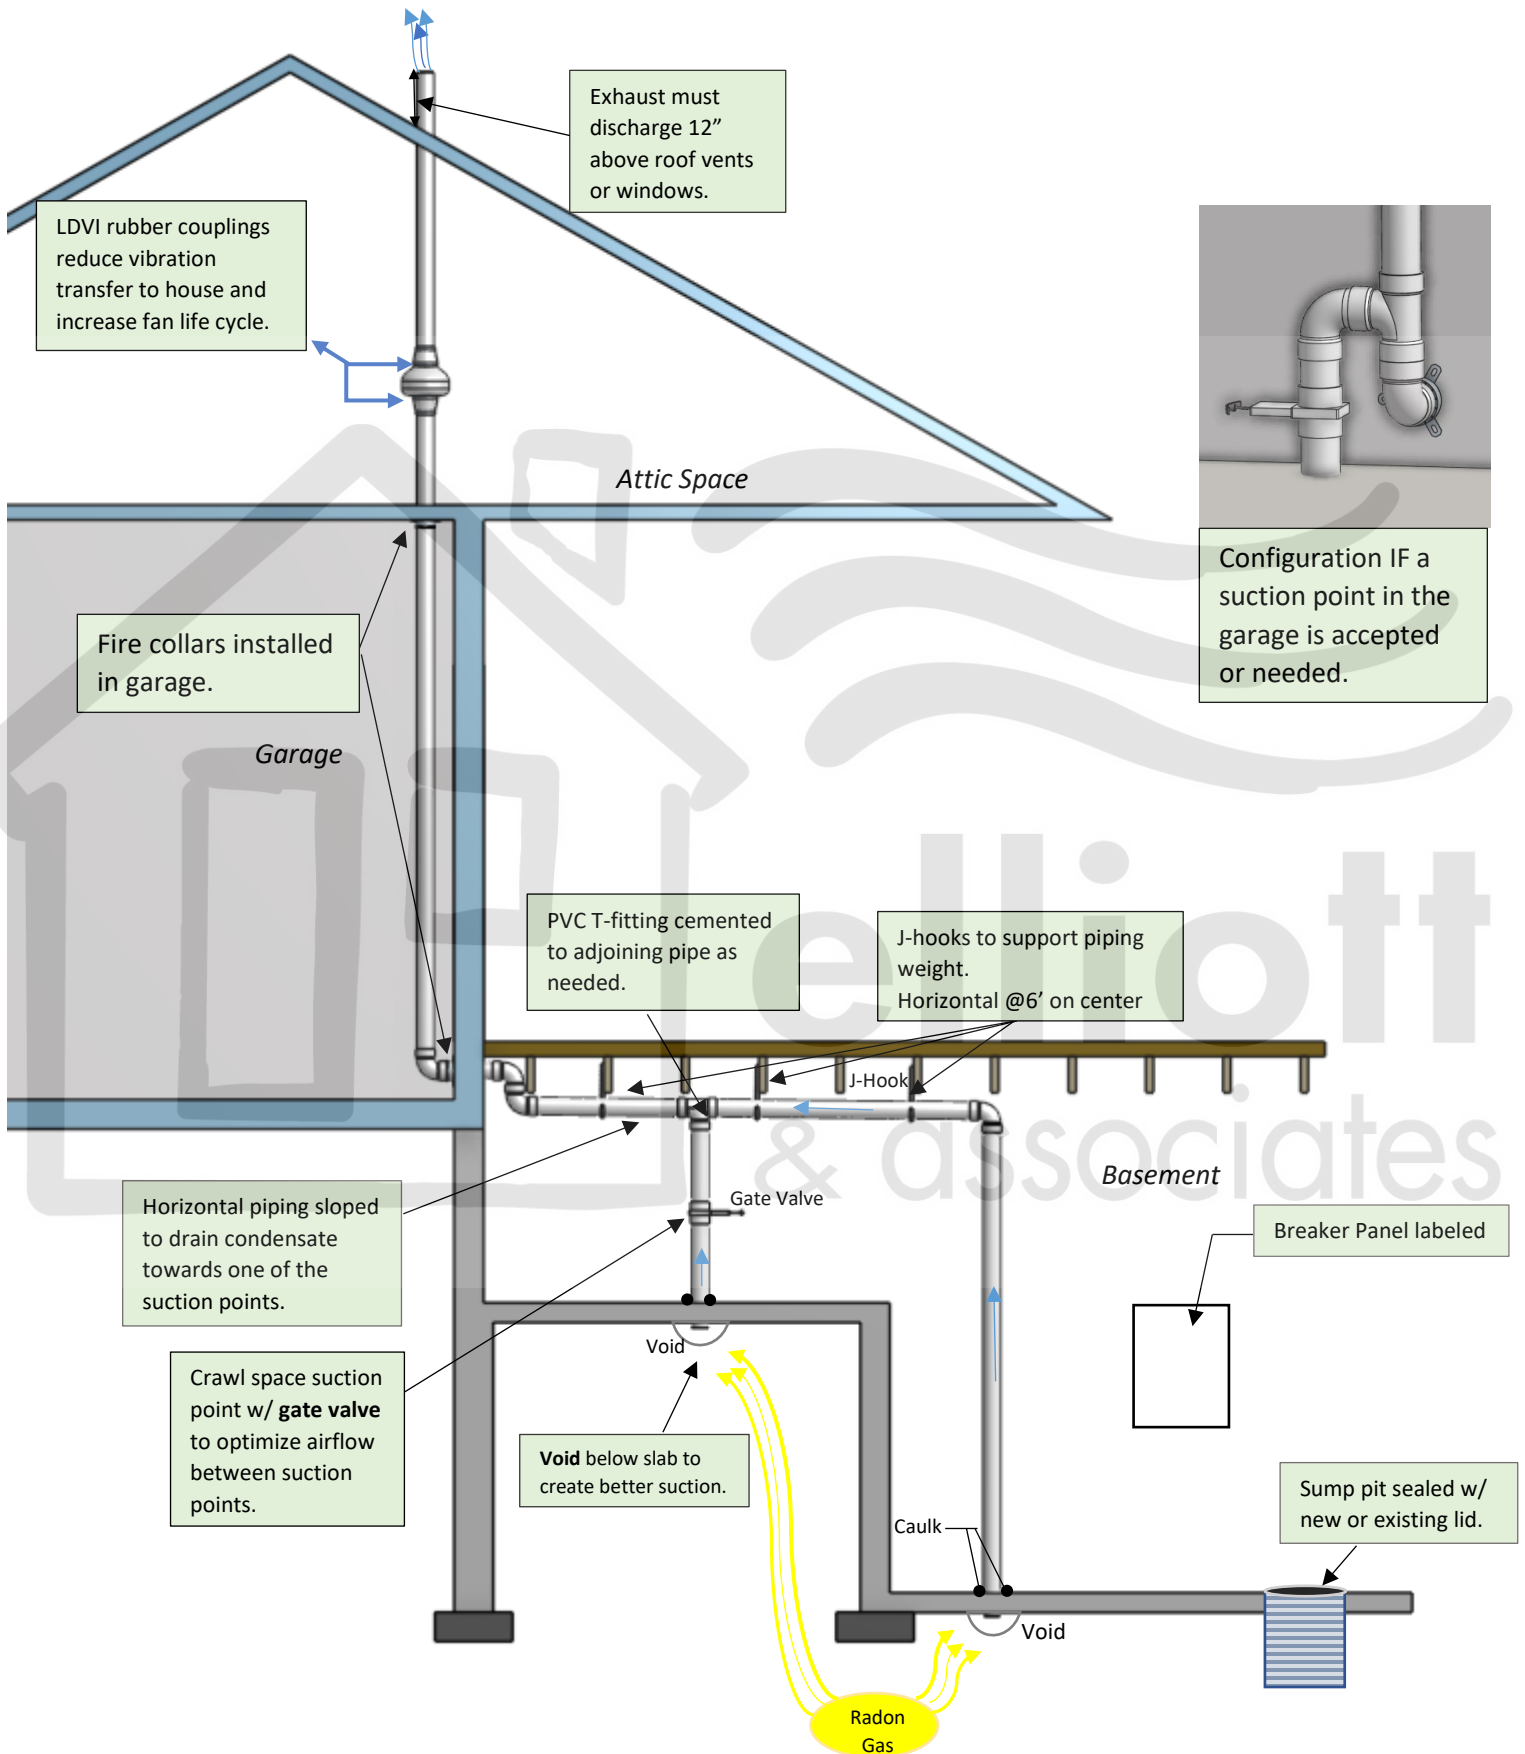 Exhaust must
discharge 12”
above roof vents
or windows.
LDVI rubber couplings
reduce vibration
transfer to house and
increase fan life cycle.
Attic Space
Configuration IF a
suction point in the
garage is accepted
or needed.
Fire collars installed
in garage.
Garage
elliott
& associates
PVC T-fitting cemented
to adjoining pipe as
needed.
J-hooks to support piping
weight.
Horizontal @6’ on center
J-Hook
Basement
Horizontal piping sloped
to drain condensate
towards one of the
suction points.
Gate Valve
Breaker Panel labeled
Void
Crawl space suction
point w/ gate valve
to optimize airflow
between suction
points.
Void below slab to
create better suction.
Sump pit sealed w/
new or existing lid.
Caulk
Void
Radon
Gas